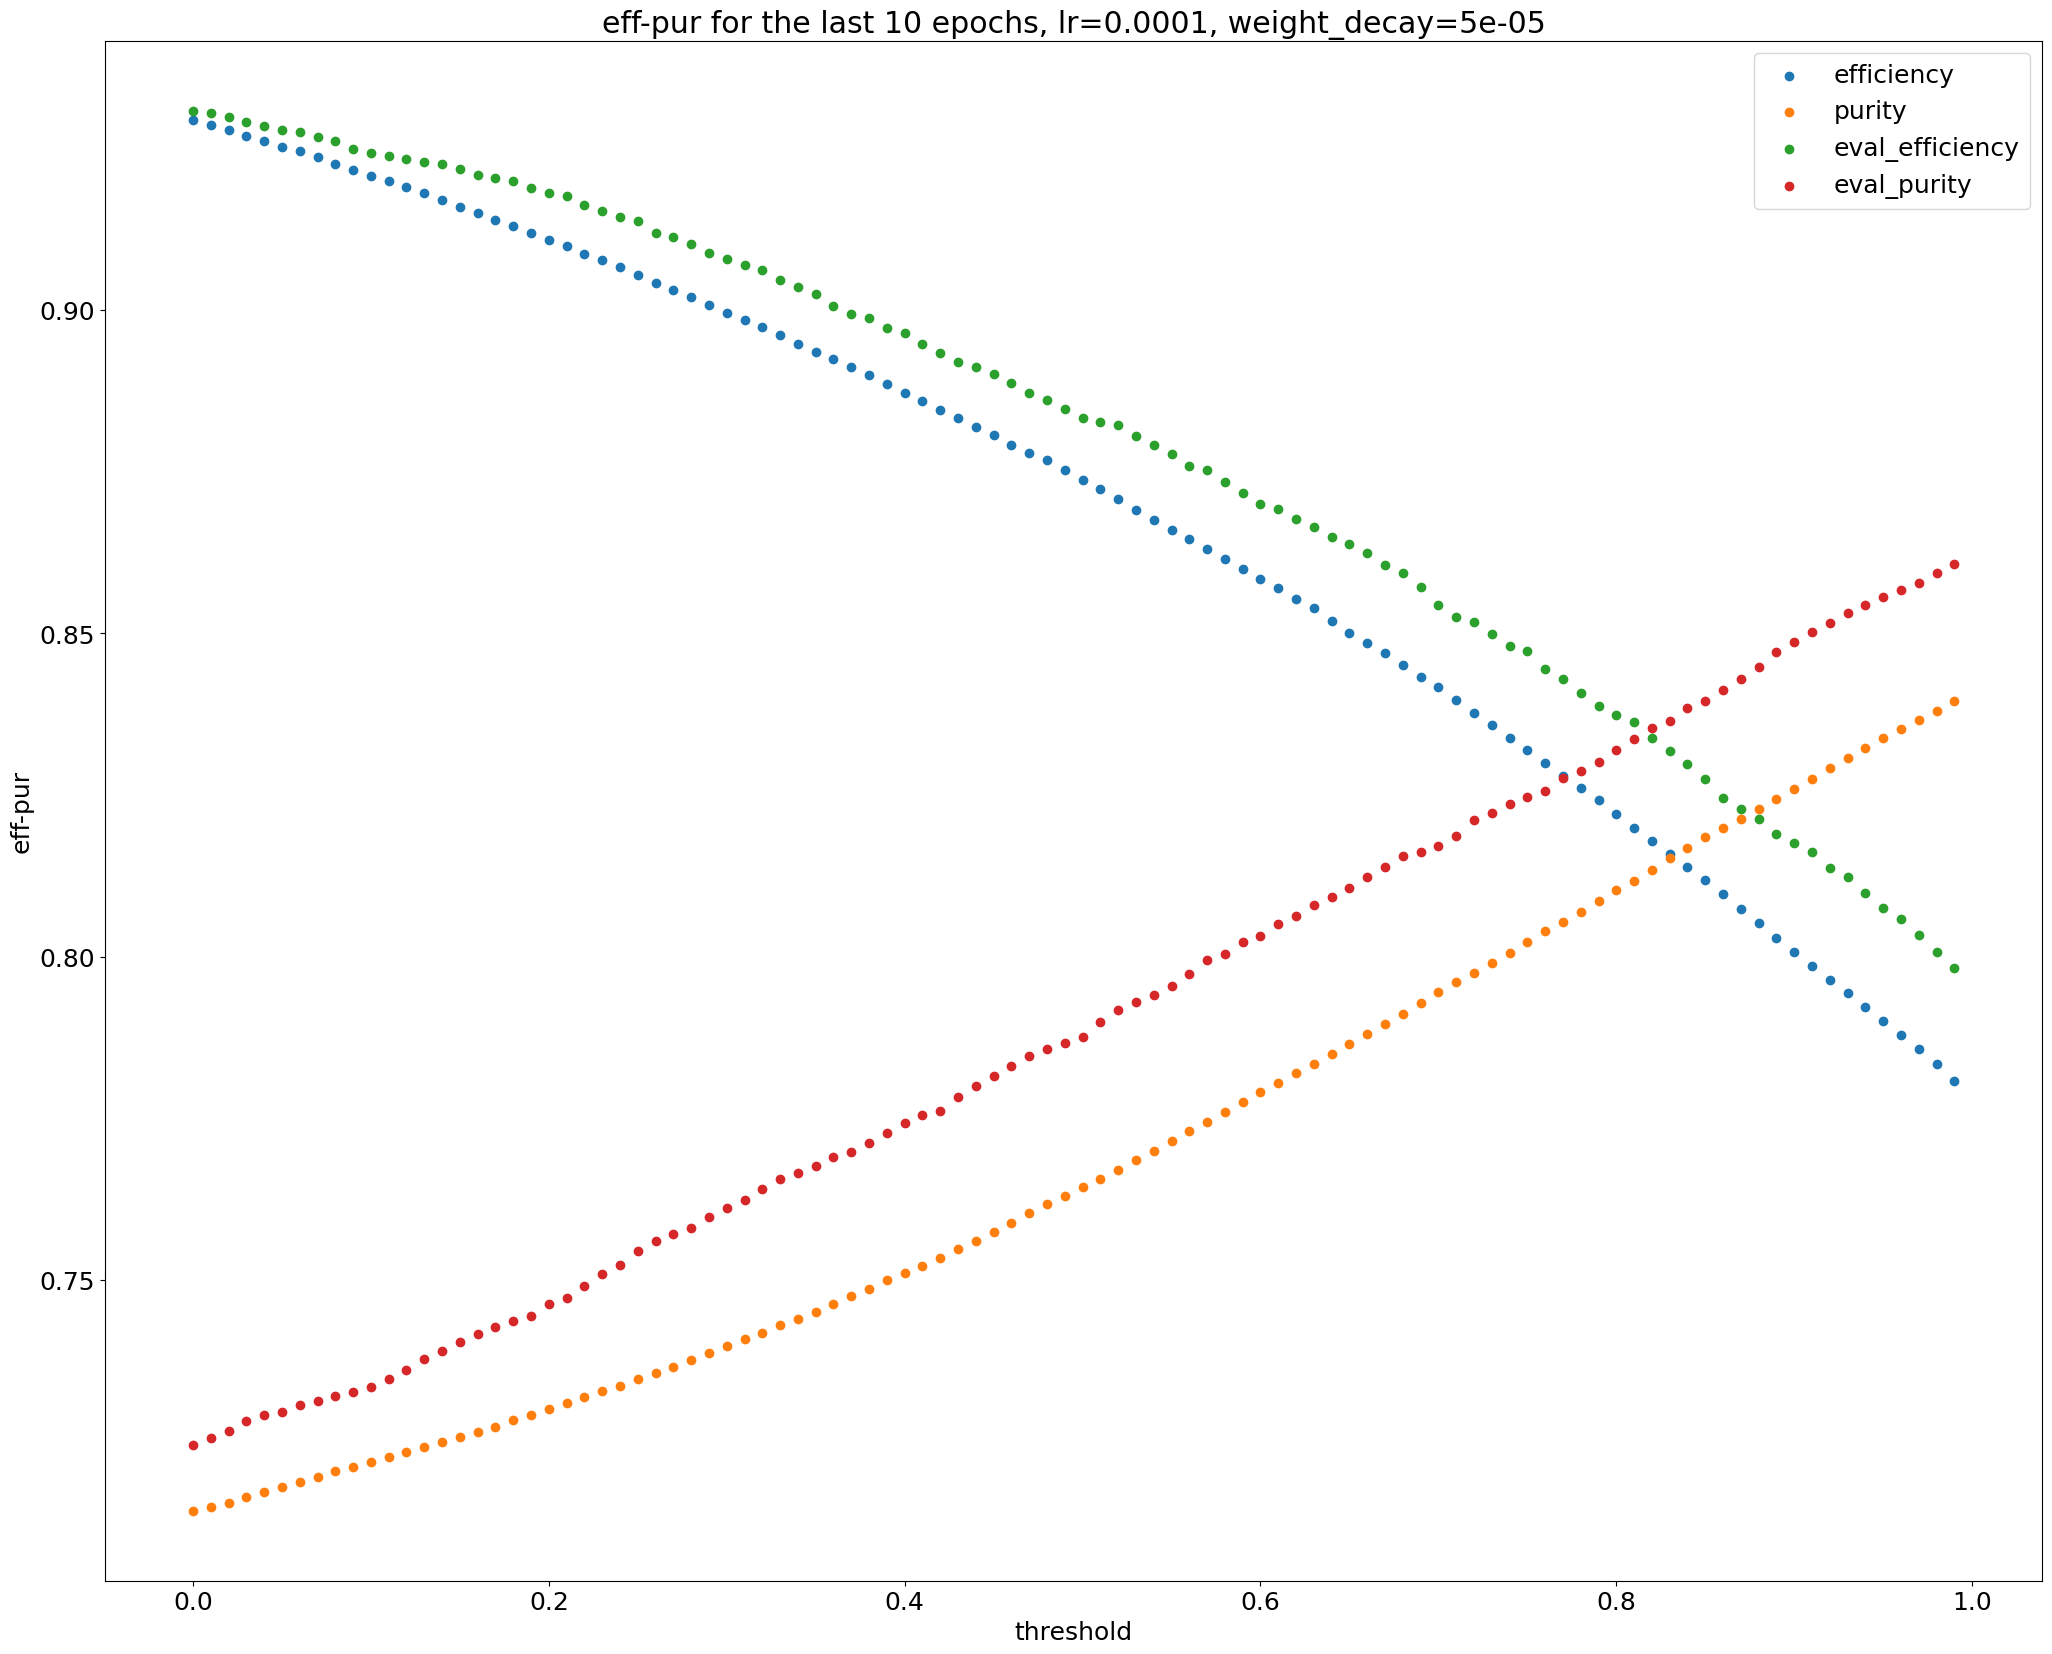 eff-pur for the last 10 epochs, lr=0.0001, weight_decay=5e-05
efficiency
purity
eval_efficiency
eval_purity
0.90
0.85
0.80
0.75
eff-pur
0.0 0.2 0.4 0.6 0.8 1.0
threshold